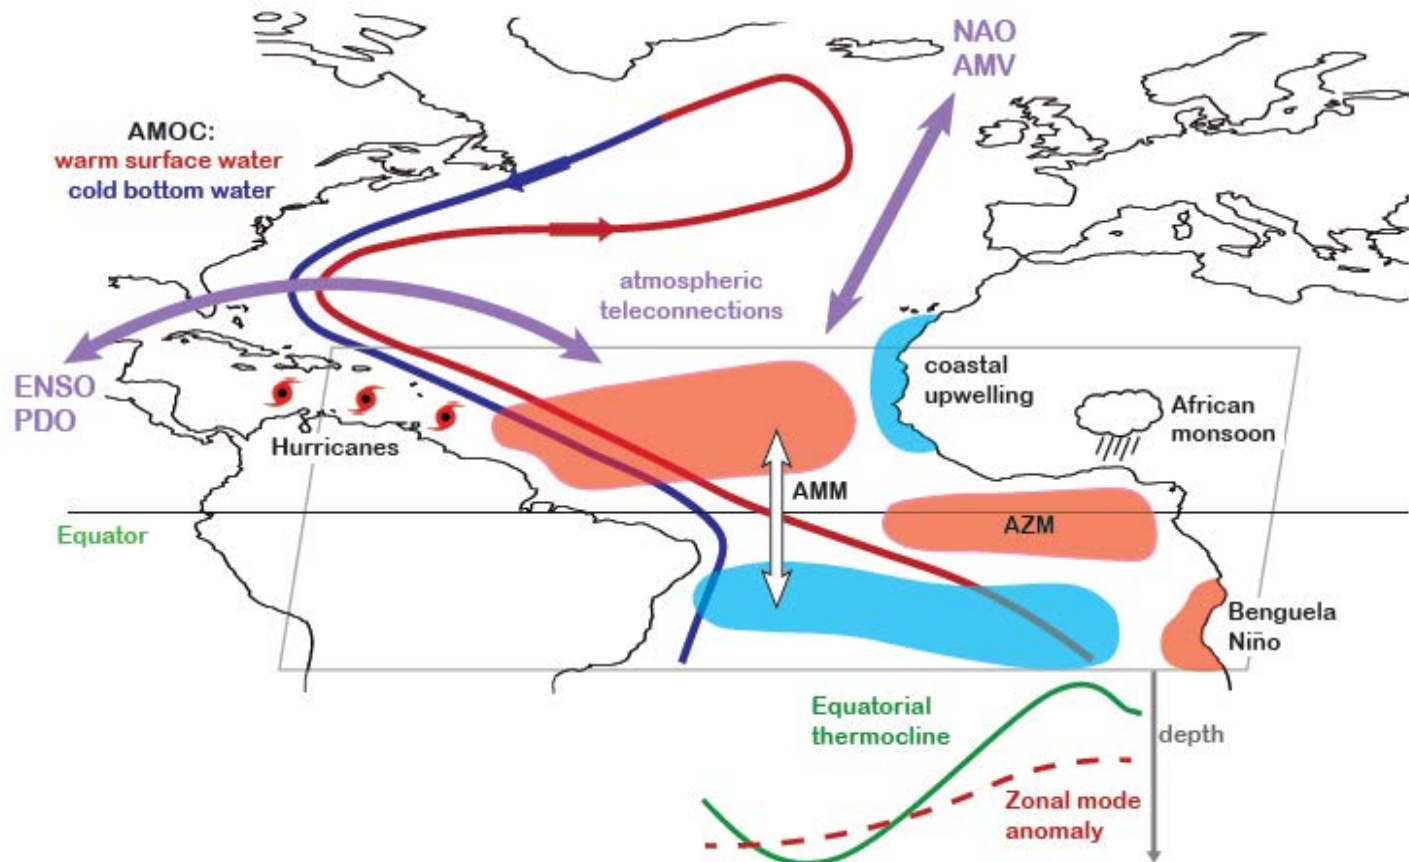 NAO
AMV
AMOC:
warm surface water
cold bottom water
atmospheric
teleconnections
ENSO
PDO
Hurricanes
coastal
upwelling
African
monsoon
AMM
AZM
Equator
Benguela
Niño
Equatorial
thermocline
depth
Zonal mode
anomaly